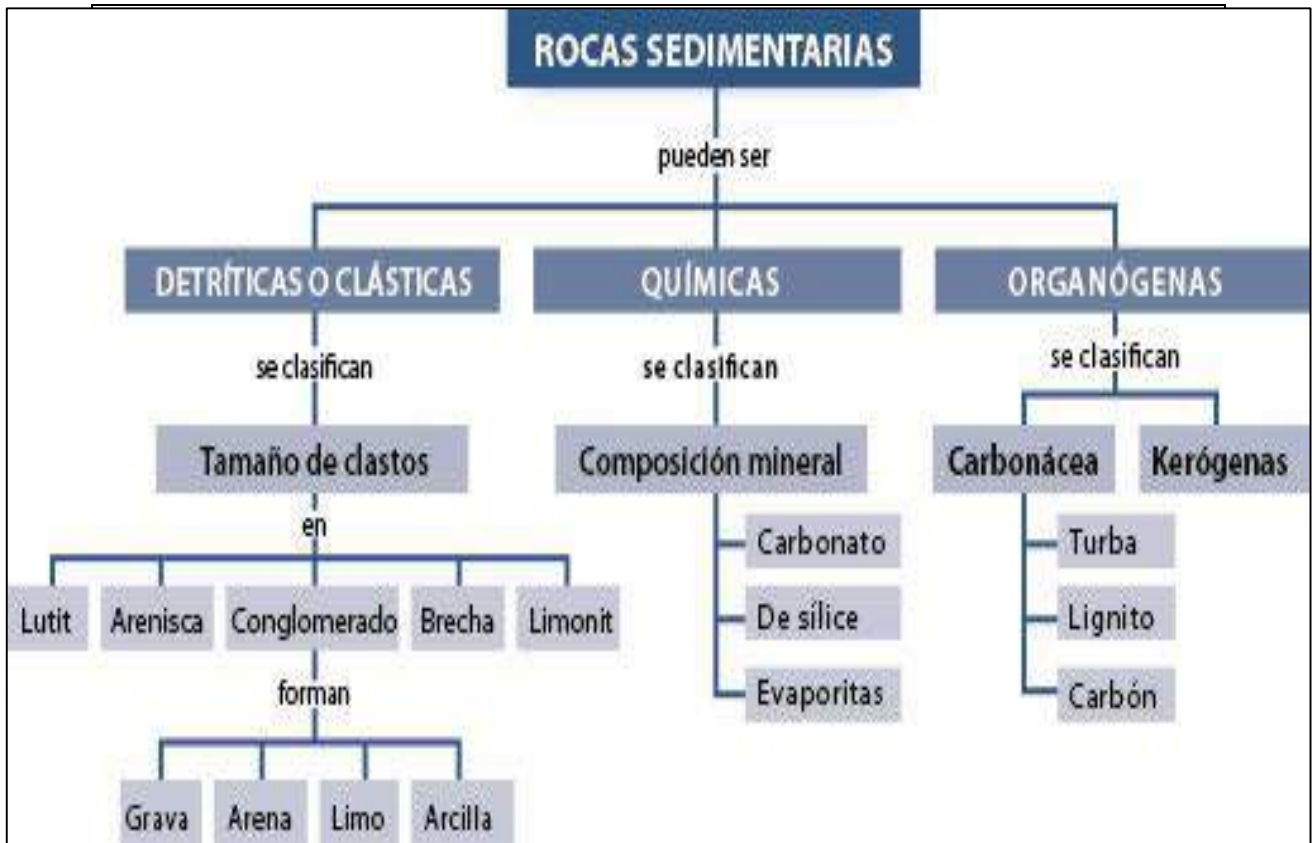 ROCAS SEDIMENTARIAS
pueden ser
DETRÍTICAS O CLÁSTICAS
QUÍMICAS
ORGANÓGENAS
se clasifican
se clasifican
se clasifican
Tamaño de clastos
Composición mineral
Carbonácea
Kerógenas
en
Lutit
Arenisca
Conglomerado
Brecha
Limonit
forman
Grava
Arena
Limo
Arcilla
Carbonato
De sílice
Evaporitas
Turba
Lignito
Carbón